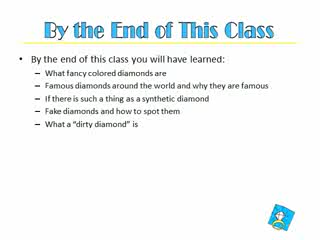 By the End of This Class
• By the end of this class you will have learned:
– What fancy colored diamonds are
– Famous diamonds around the world and why they are famous
– If there is such a thing as a synthetic diamond
– Fake diamonds and how to spot them
– What a “dirty diamond” is